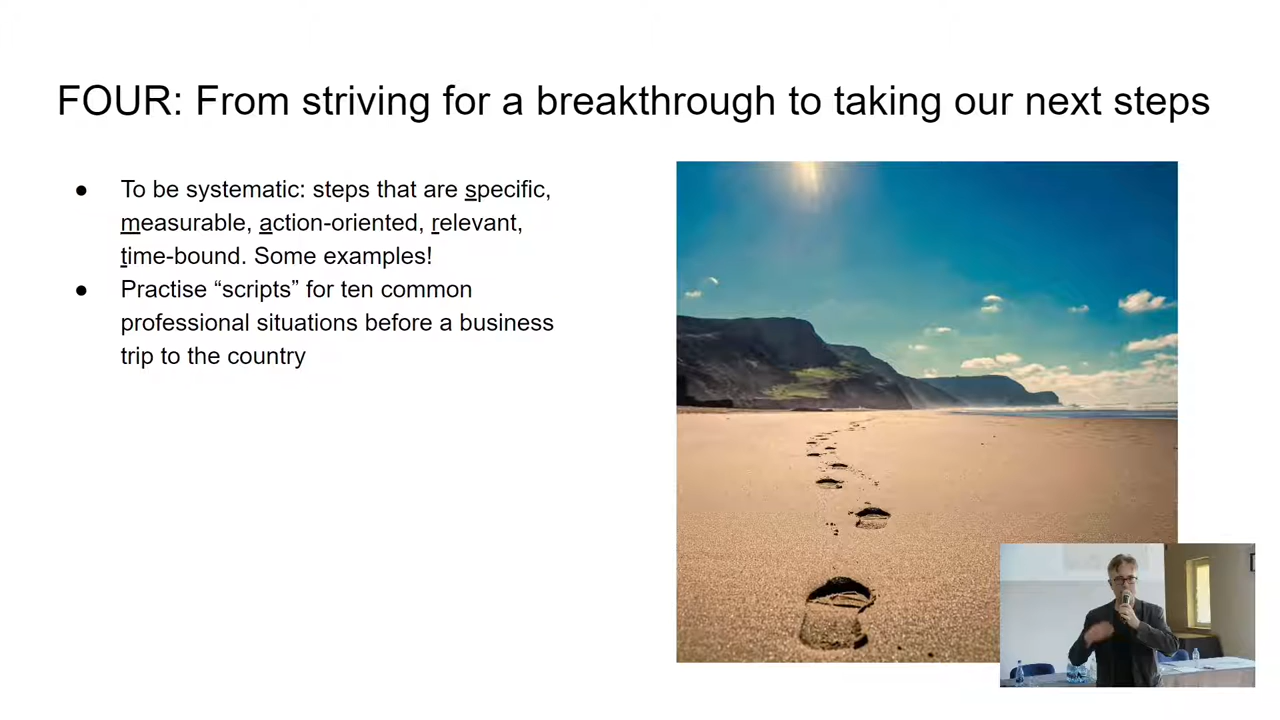 FOUR: From striving for a breakthrough to taking our next steps
● To be systematic: steps that are specific,
measurable, action-oriented, relevant,
time-bound. Some examples!
● Practise “scripts” for ten common
professional situations before a business
trip to the country